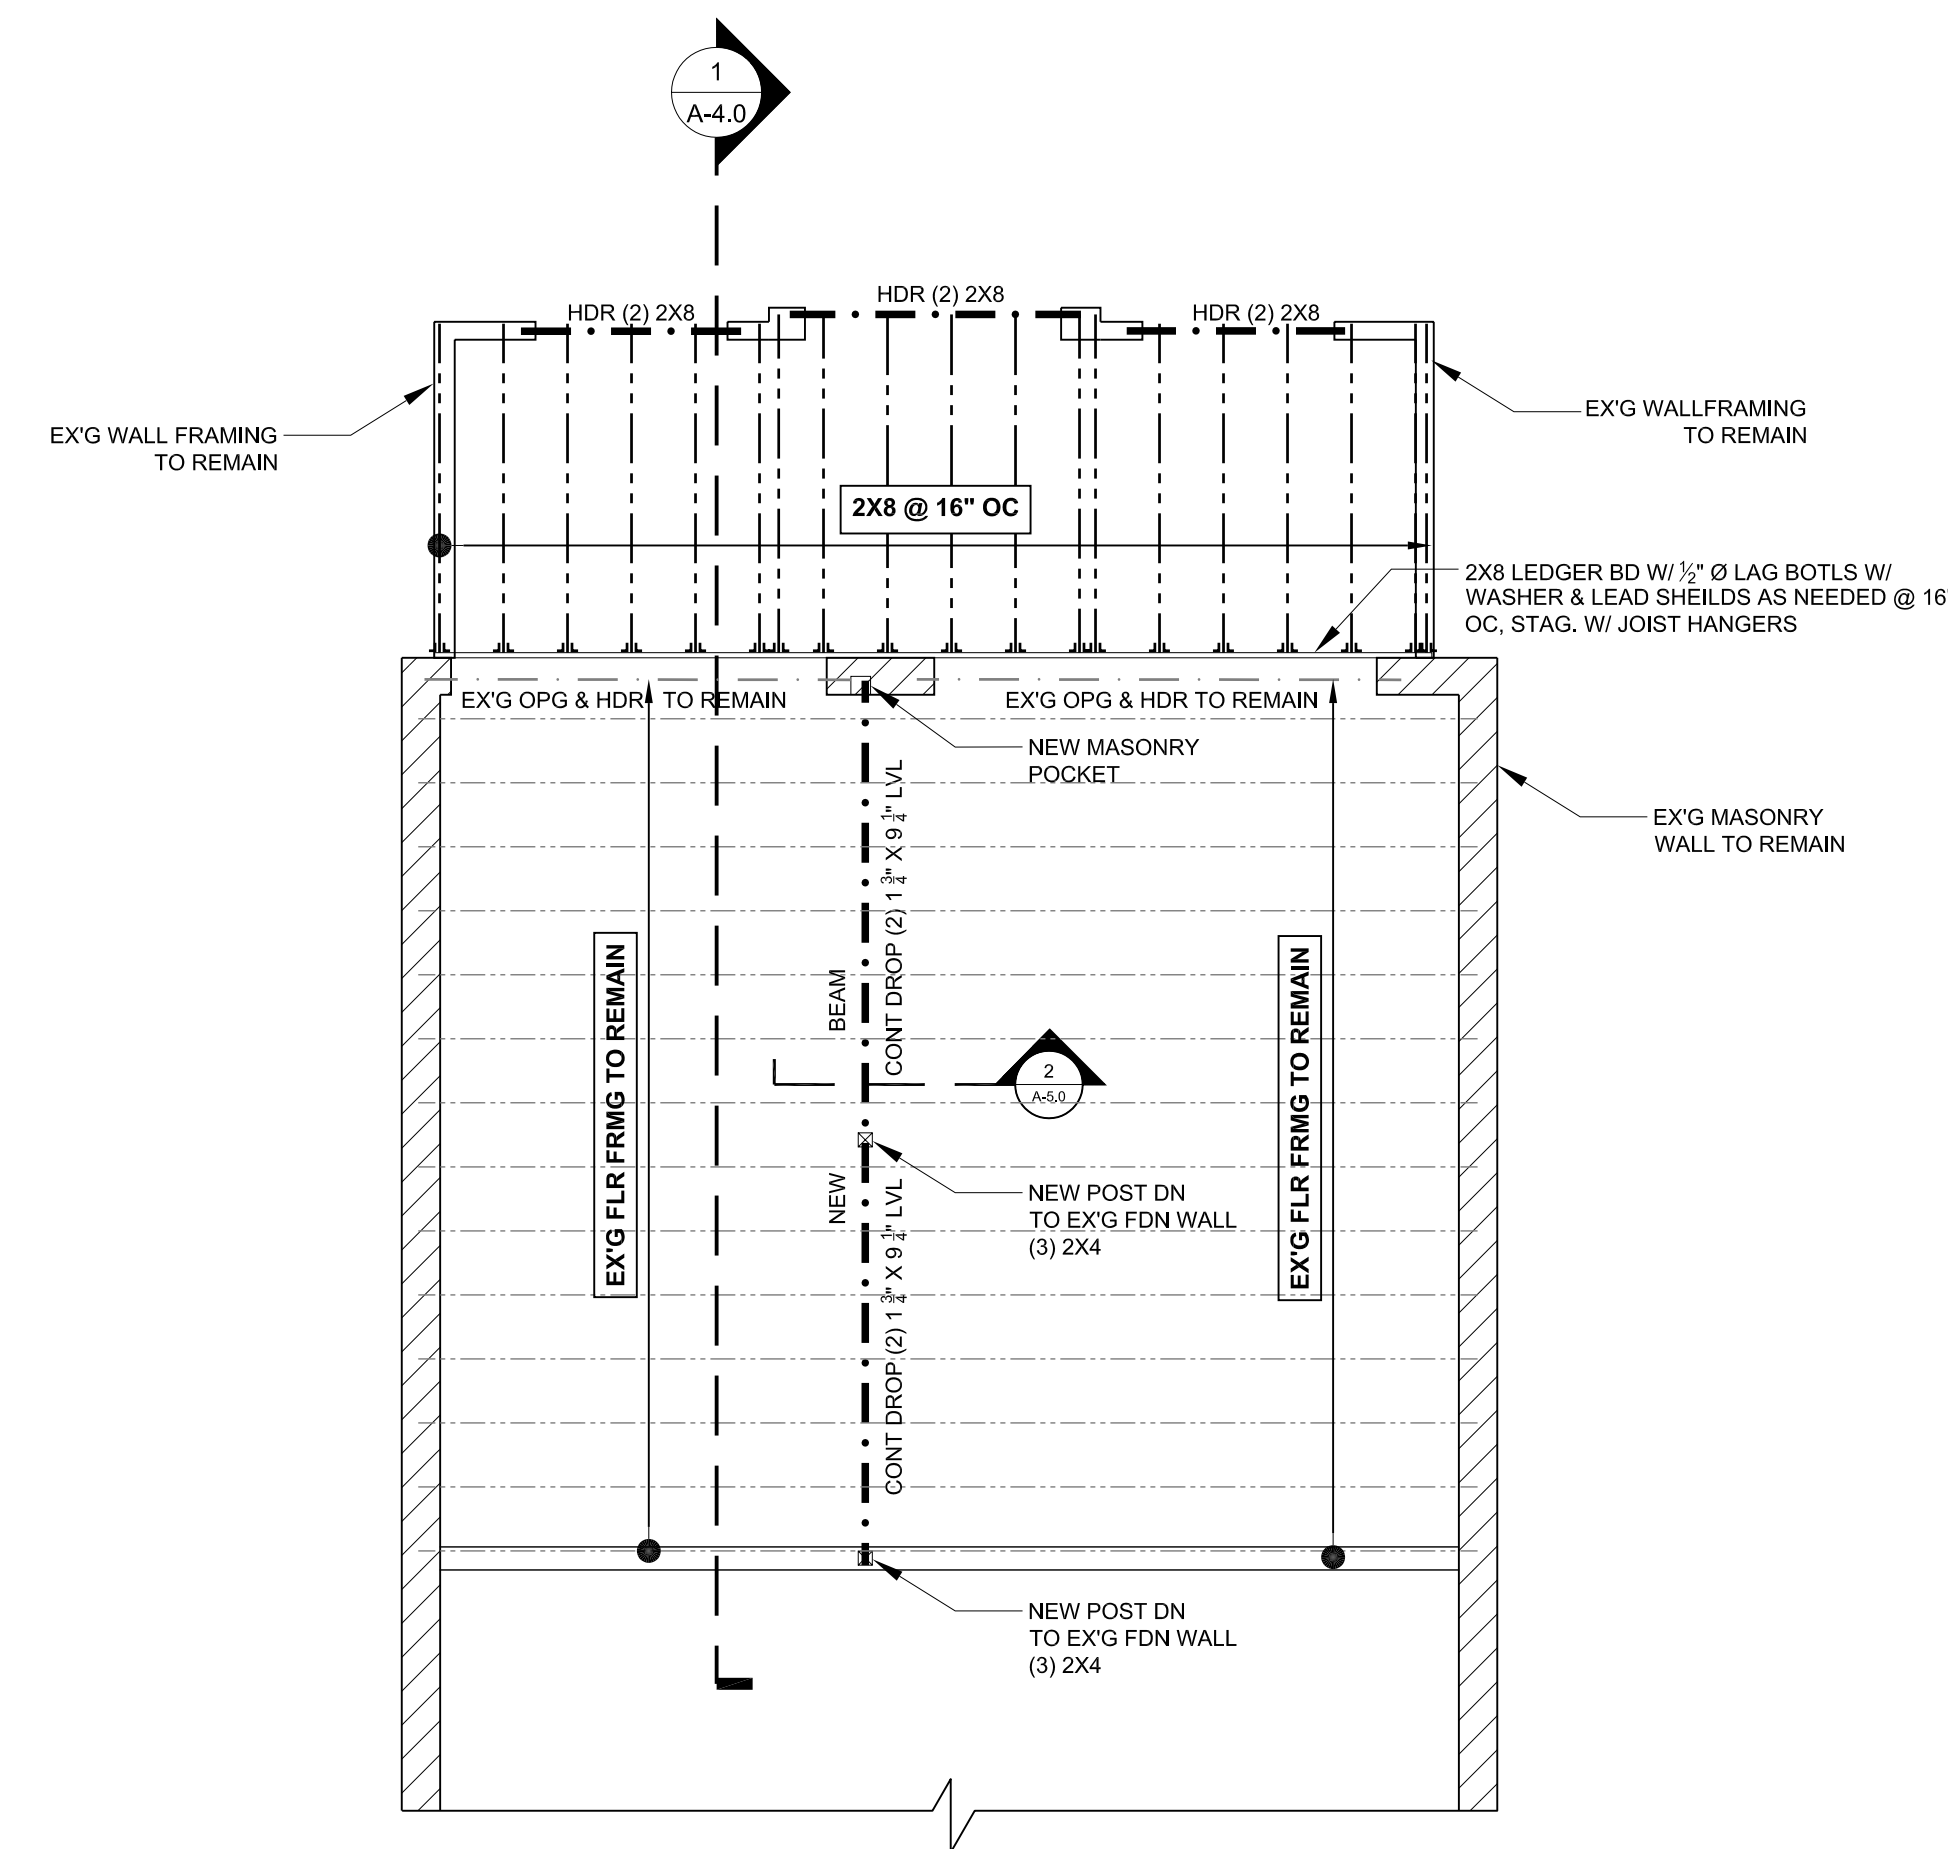 1
A-4.0
HDR (2) 2X8
HDR (2) 2X8
HDR (2) 2X8
EX'G WALL FRAMING
TO REMAIN
EX'G WALLFRAMING
TO REMAIN
2X8 @ 16" OC
2X8 LEDGER BD W/ ½" Ø LAG BOTLS W/
WASHER & LEAD SHEILDS AS NEEDED @ 16"
OC, STAG. W/ JOIST HANGERS
EX'G OPG & HDR TO REMAIN
EX'G OPG & HDR TO REMAIN
NEW MASONRY
POCKET
EX'G MASONRY
WALL TO REMAIN
EX'G FLR FRMG TO REMAIN
NEW BEAM
CONT DROP (2) 1 3/4" X 9 1/4" LVL
EX'G FLR FRMG TO REMAIN
2
A-5.0
NEW POST DN
TO EX'G FDN WALL
(3) 2X4
CONT DROP (2) 1 3/4" X 9 1/4" LVL
NEW POST DN
TO EX'G FDN WALL
(3) 2X4